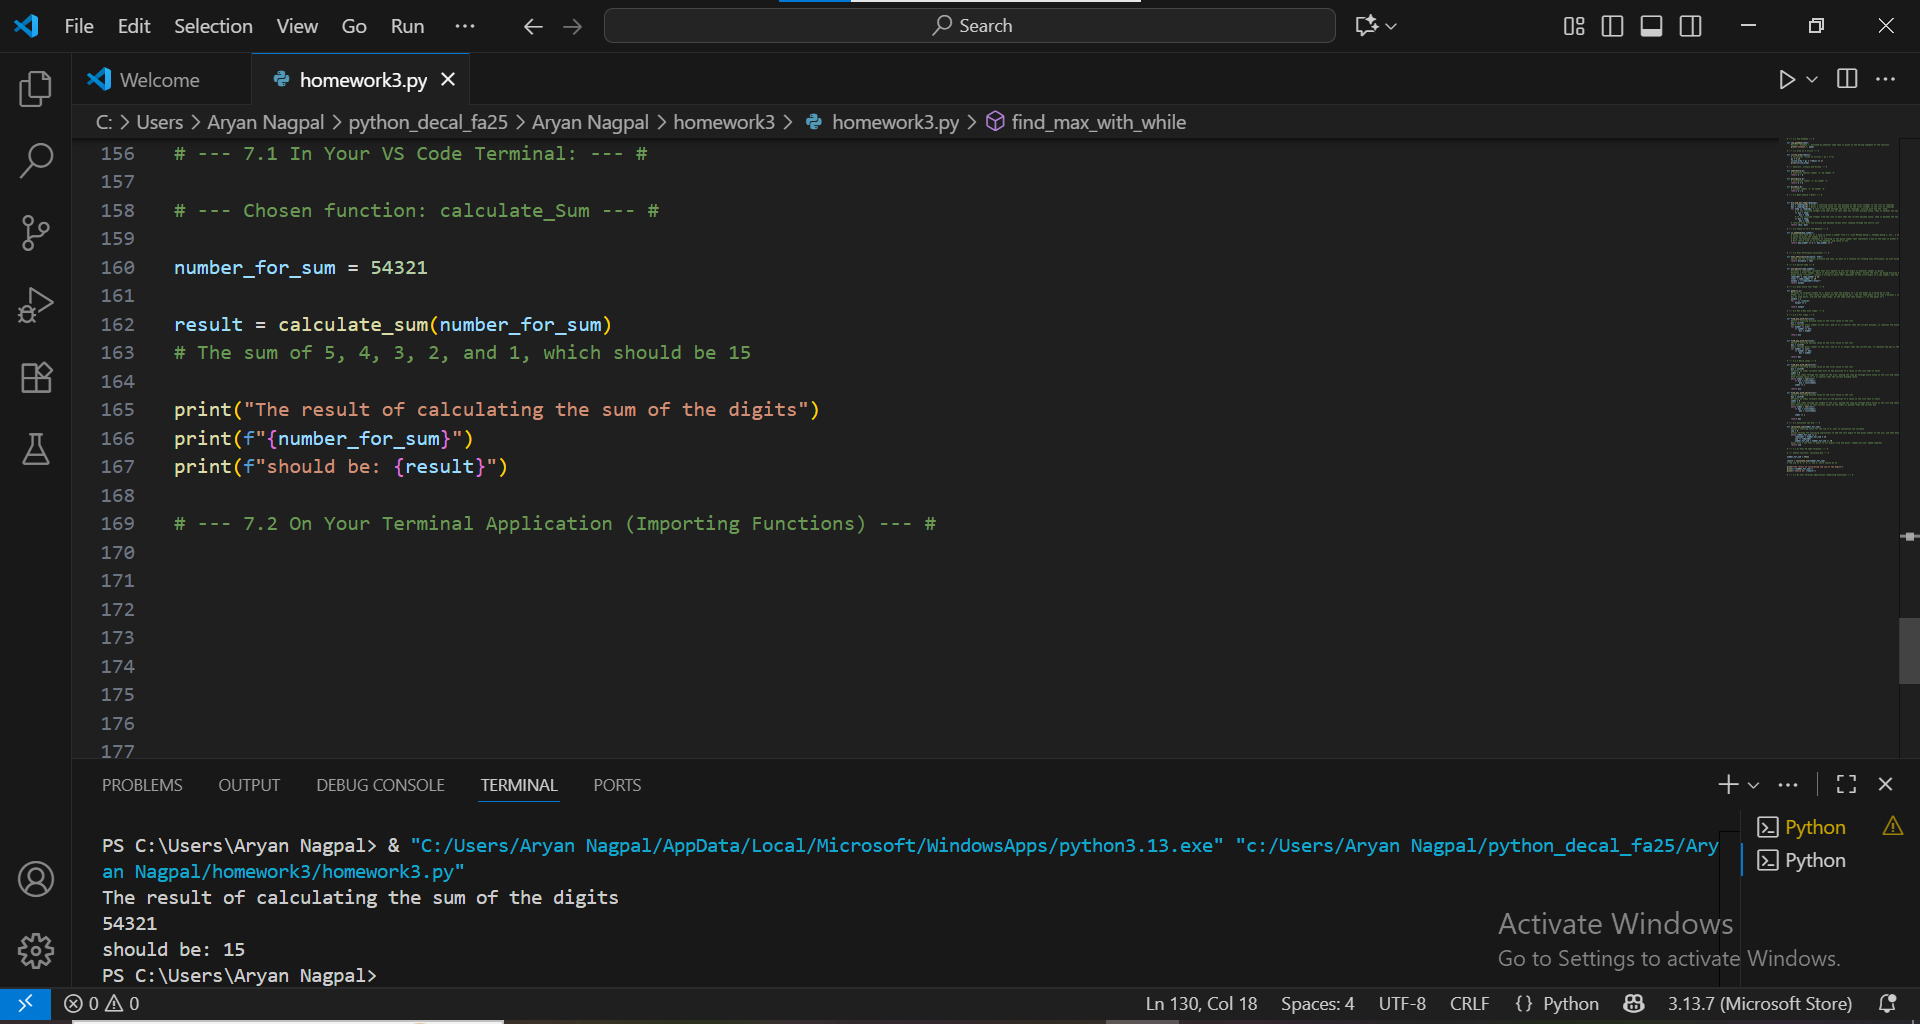 File Edit Selection View Go Run ··· Search
Welcome homework3.py
C: > Users > Aryan Nagpal > python_decal_fa25 > Aryan Nagpal > homework3 > homework3.py > find_max_with_while
156 # --- 7.1 In Your VS Code Terminal: --- #
157
158 # --- Chosen function: calculate_Sum --- #
159
160 number_for_sum = 54321
161
162 result = calculate_sum(number_for_sum)
163 # The sum of 5, 4, 3, 2, and 1, which should be 15
164
165 print("The result of calculating the sum of the digits")
166 print(f"{number_for_sum}")
167 print(f"should be: {result}")
168
169 # --- 7.2 On Your Terminal Application (Importing Functions) --- #
170
171
172
173
174
175
176
177
PROBLEMS OUTPUT DEBUG CONSOLE TERMINAL PORTS
PS C:\Users\Aryan Nagpal> & "C:/Users/Aryan Nagpal/AppData/Local/Microsoft/WindowsApps/python3.13.exe" "c:/Users/Aryan Nagpal/python_decal_fa25/Ary
an Nagpal/homework3/homework3.py"
The result of calculating the sum of the digits
54321
should be: 15
PS C:\Users\Aryan Nagpal>
Python
Python
Activate Windows
Go to Settings to activate Windows.
0 0 Ln 130, Col 18 Spaces: 4 UTF-8 CRLF {} Python 3.13.7 (Microsoft Store)